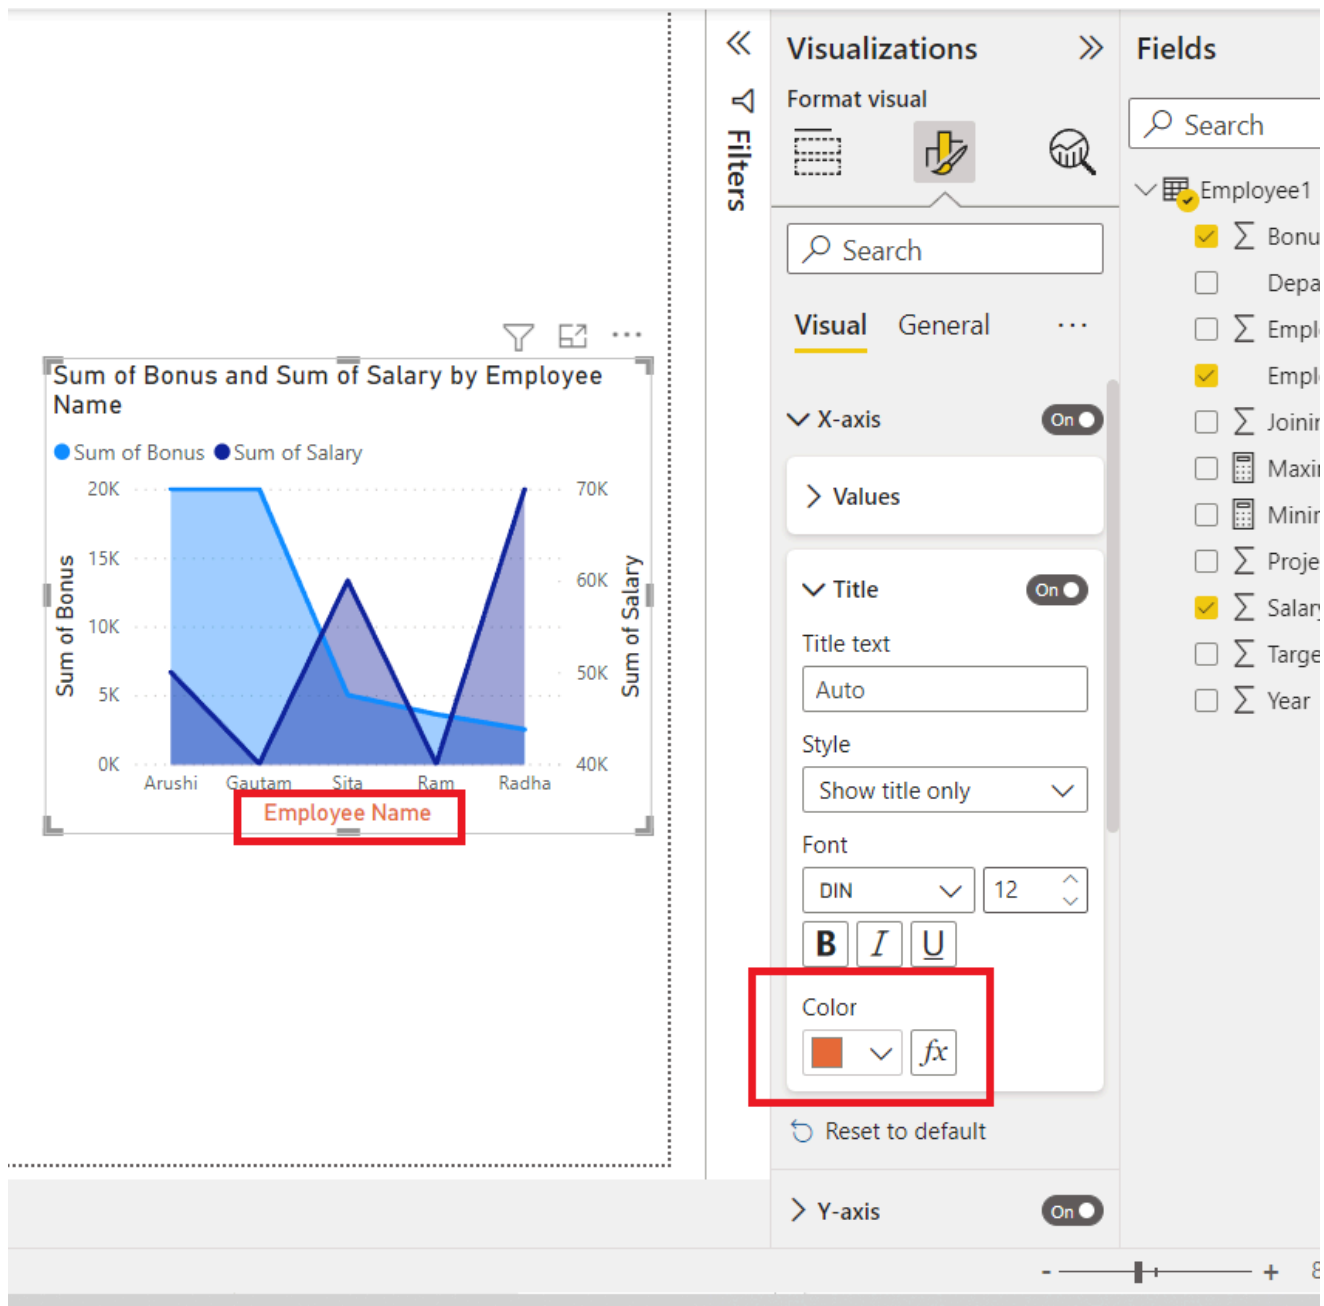 Sum of Bonus and Sum of Salary by Employee
Name
Sum of Bonus
Sum of Salary
20K
15K
10K
5K
0K
Sum of Bonus
70K
60K
50K
40K
Sum of Salary
Arushi
Gautam
Sita
Ram
Radha
Employee Name
Filters
Visualizations
Format visual
Search
Visual
General
X-axis
On
Values
Title
On
Title text
Auto
Style
Show title only
Font
DIN
12
B
I
U
Color
fx
Reset to default
Y-axis
On
Fields
Search
Employee1
Bonu
Depa
Empl
Empl
Joinin
Maxi
Mini
Proje
Salary
Targe
Year
-
+